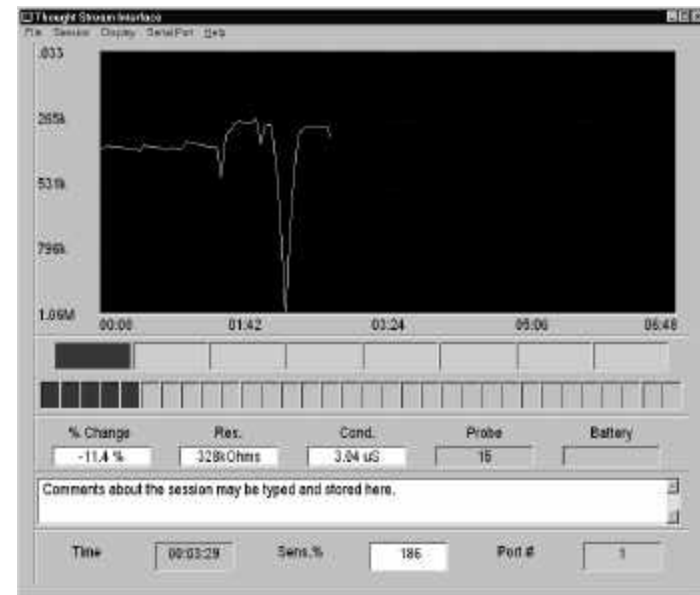 Thought Stream Interface
File Session Display Serial Port Help
.033
265k
531k
796k
1.06M
00:00 01:42 03:24 05:06 06:48
% Change Res. Cond. Probe Battery
-11.4 % 328kOhms 3.04 uS 15
Comments about the session may be typed and stored here.
Time 00:03:29 Sens.% 186 Port # 1